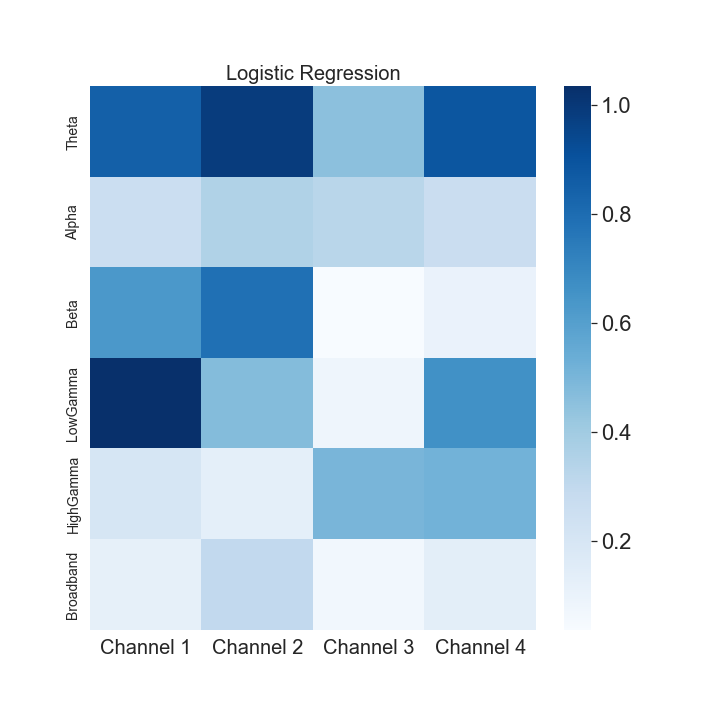 Logistic Regression
Theta
Alpha
Beta
LowGamma
HighGamma
Broadband
Channel 1 Channel 2 Channel 3 Channel 4
1.0
0.8
0.6
0.4
0.2